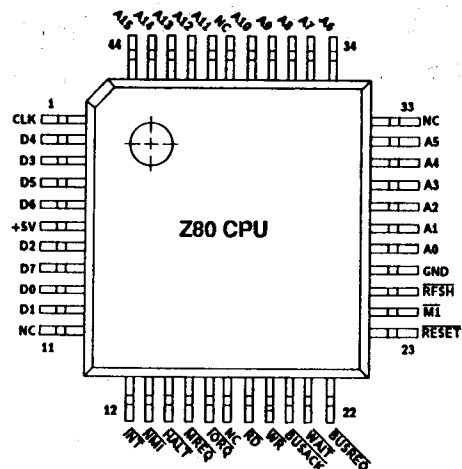 A15 A14 A13 A12 A11 NC A10 A9 A8 A7 A6
44 34
1 33
CLK NC
D4 A5
D3 A4
D5 A3
D6 A2
+5V A1
Z80 CPU
D2 A0
D7 GND
D0 RFSH
D1 M1
NC RESET
11 23
12 22
INT NMI HALT MREQ IORQ NC RD WR BUSACK WAIT BUSREQ